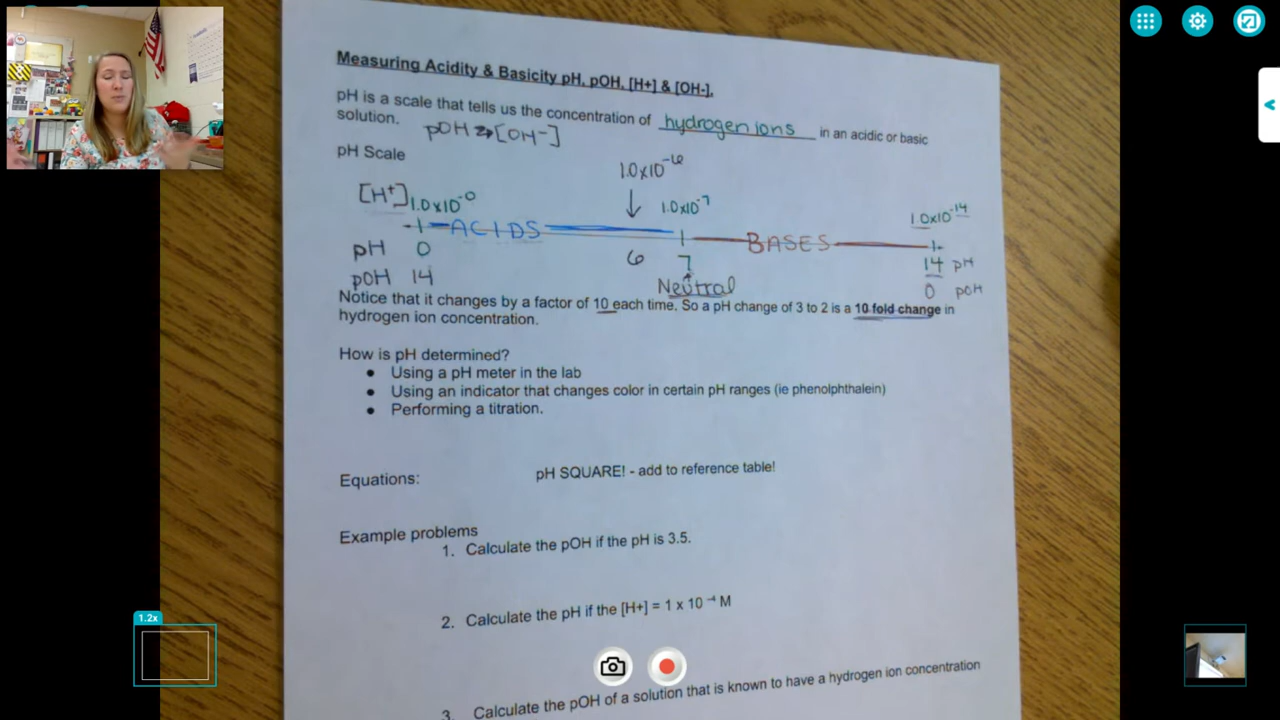 Measuring Acidity & Basicity pH, pOH, [H+] & [OH-].
pH is a scale that tells us the concentration of hydrogen ions in an acidic or basic
solution. pOH → [OH⁻]
pH Scale
1.0x10⁻⁶
[H⁺] 1.0x10⁻⁰ 1.0x10⁻⁷ 1.0x10⁻¹⁴
ACIDS BASES
pH 0 6 7 14 pH
pOH 14 Neutral 0 pOH
Notice that it changes by a factor of 10 each time. So a pH change of 3 to 2 is a 10 fold change in
hydrogen ion concentration.
How is pH determined?
• Using a pH meter in the lab
• Using an indicator that changes color in certain pH ranges (ie phenolphthalein)
• Performing a titration.
Equations: pH SQUARE! - add to reference table!
Example problems
1. Calculate the pOH if the pH is 3.5.
2. Calculate the pH if the [H+] = 1 x 10 ⁻⁴ M
3. Calculate the pOH of a solution that is known to have a hydrogen ion concentration
1.2x